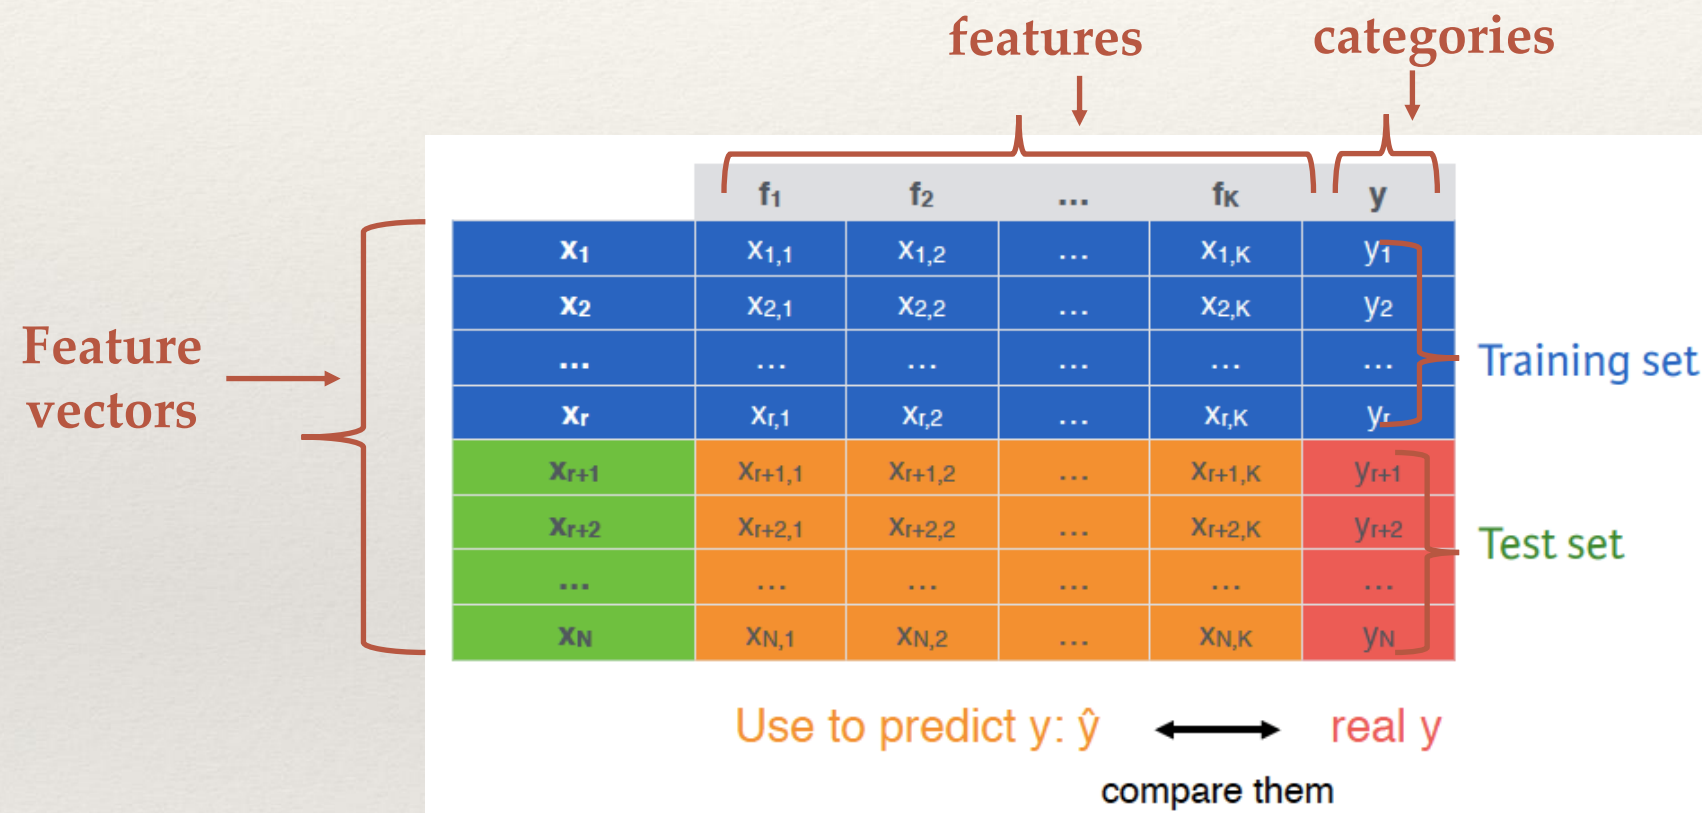 features categories
f1 f2 ... fK y
x1 x1,1 x1,2 ... x1,K y1
x2 x2,1 x2,2 ... x2,K y2
... ... ... ... ... ...
xr xr,1 xr,2 ... xr,K yr
Feature
vectors
Training set
xr+1 xr+1,1 xr+1,2 ... xr+1,K yr+1
xr+2 xr+2,1 xr+2,2 ... xr+2,K yr+2
... ... ... ... ... ...
xN xN,1 xN,2 ... xN,K yN
Test set
Use to predict y: ŷ real y
compare them